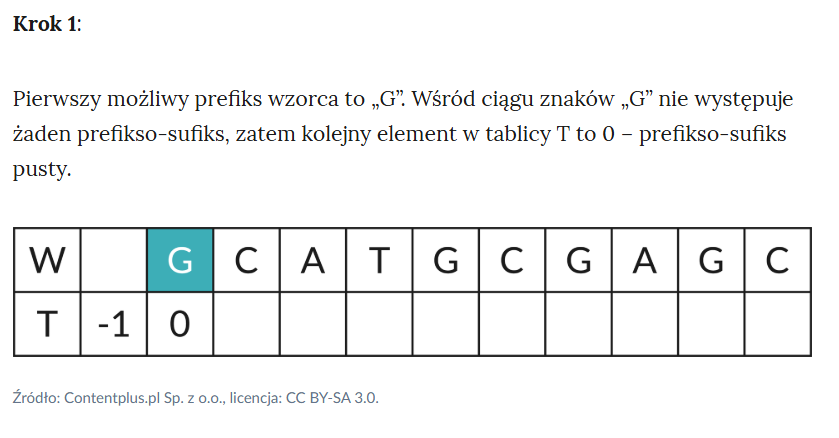 Krok 1:
Pierwszy możliwy prefiks wzorca to „G”. Wśród ciągu znaków „G” nie występuje
żaden prefikso-sufiks, zatem kolejny element w tablicy T to 0 – prefikso-sufiks
pusty.
W G C A T G C G A G C
T -1 0
Źródło: Contentplus.pl Sp. z o.o., licencja: CC BY-SA 3.0.